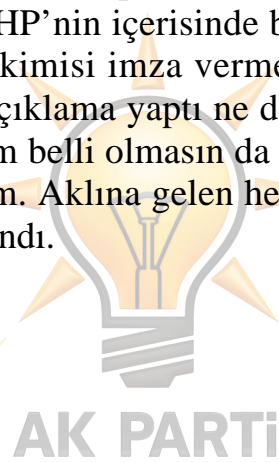 HP’nin içerisinde b
kimisi imza verme
çıklama yaptı ne d
m belli olmasın da
m. Aklına gelen he
ndı.
AK PARTi